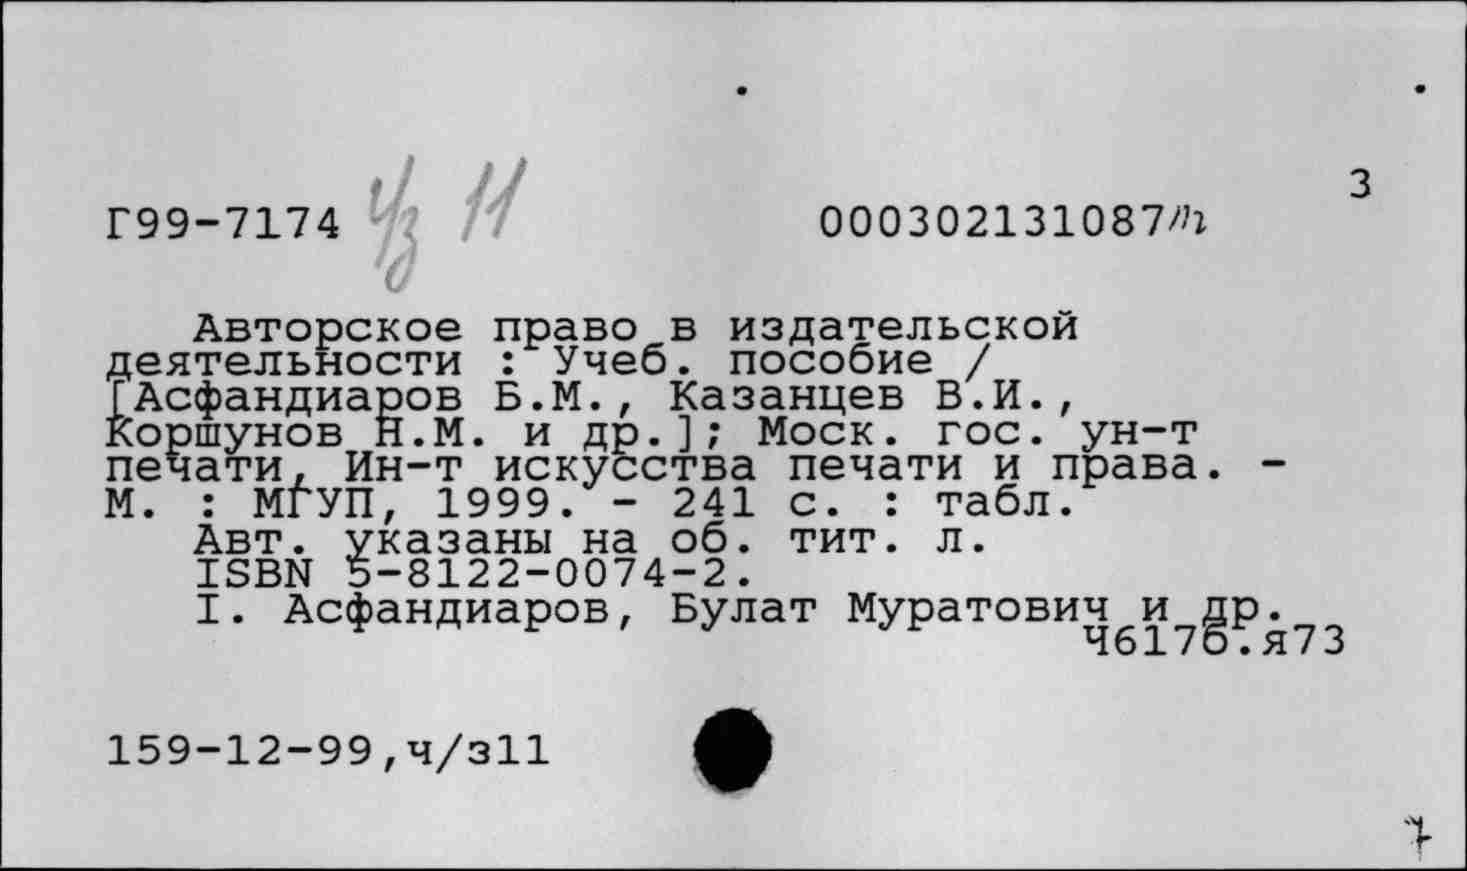 3
Г99-7174 ч/з 11 000302131087
Авторское право в издательской
деятельности : Учеб. пособие /
[Асфандиаров Б.М., Казанцев В.И.,
Коршунов Н.М. и др.]; Моск. гос. ун-т
печати, Ин-т искусства печати и права. -
М. : МГУП, 1999. - 241 с. : табл.
Авт. указаны на об. тит. л.
ISBN 5-8122-0074-2.
I. Асфандиаров, Булат Муратович и др.
Ч617б.я73
159-12-99,ч/з11